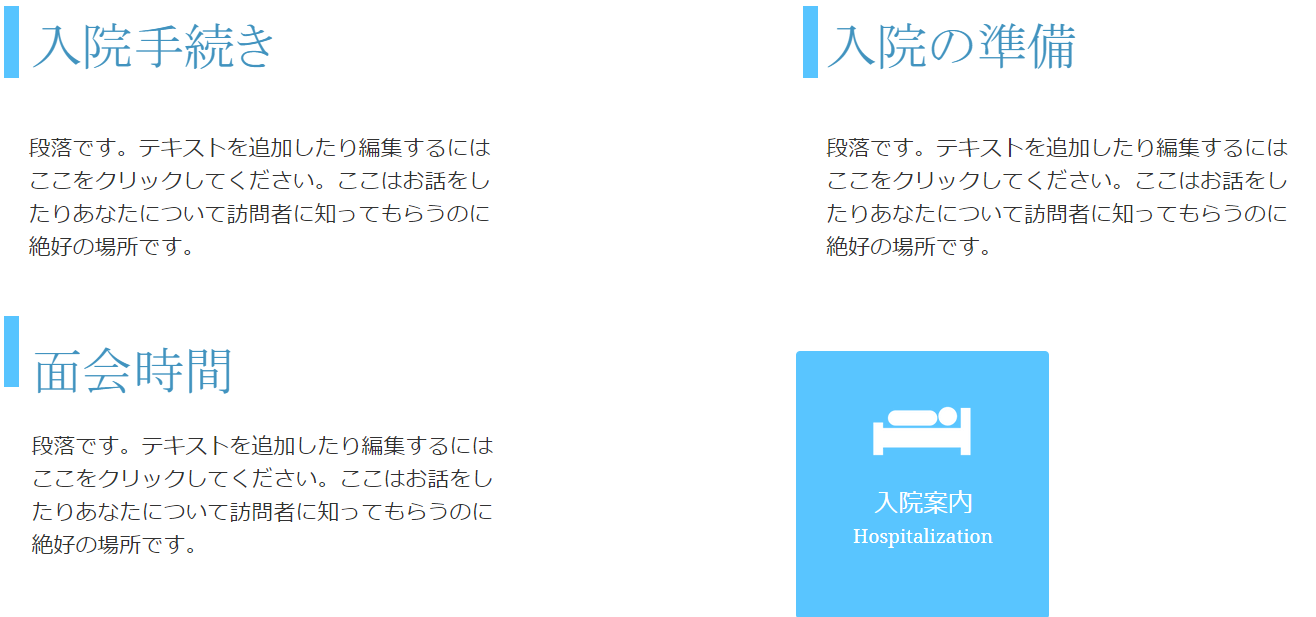 入院手続き
段落です。テキストを追加したり編集するには
ここをクリックしてください。ここはお話をし
たりあなたについて訪問者に知ってもらうのに
絶好の場所です。
入院の準備
段落です。テキストを追加したり編集するには
ここをクリックしてください。ここはお話をし
たりあなたについて訪問者に知ってもらうのに
絶好の場所です。
面会時間
段落です。テキストを追加したり編集するには
ここをクリックしてください。ここはお話をし
たりあなたについて訪問者に知ってもらうのに
絶好の場所です。
入院案内
Hospitalization